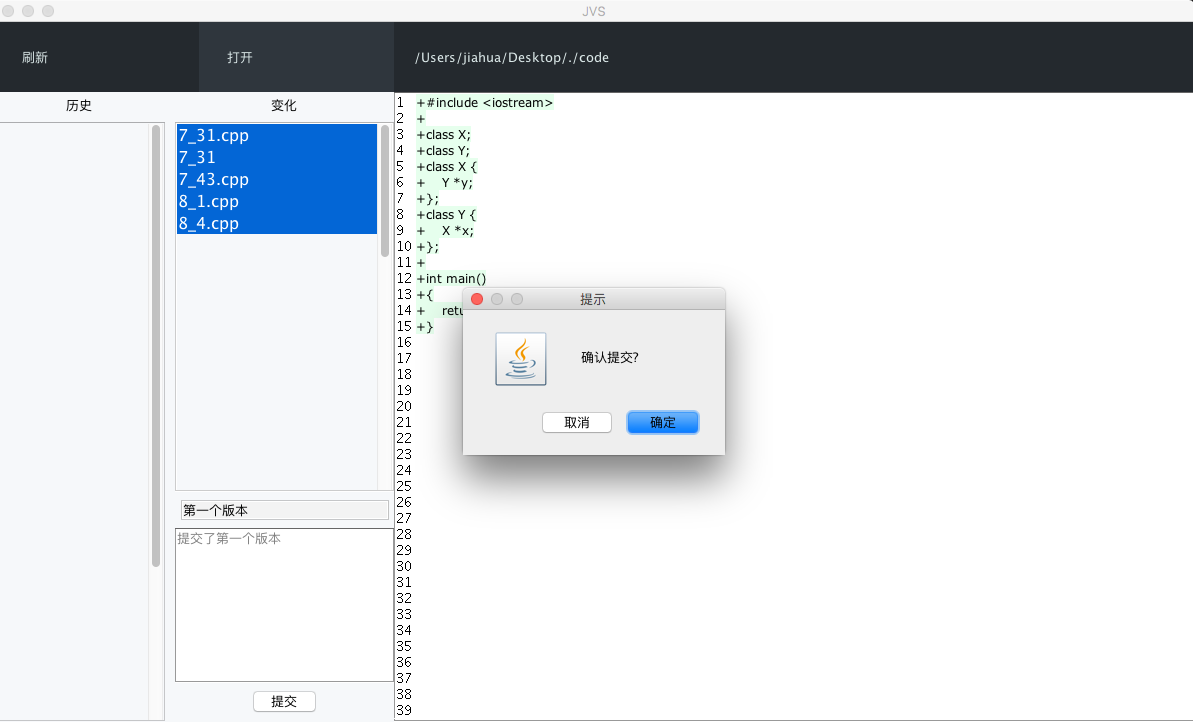 JVS
刷新
打开
/Users/jiahua/Desktop/./code
历史
变化
7_31.cpp
7_31
7_43.cpp
8_1.cpp
8_4.cpp
第一个版本
提交了第一个版本
提交
1 +#include <iostream>
2 +
3 +class X;
4 +class Y;
5 +class X {
6 +    Y *y;
7 +};
8 +class Y {
9 +    X *x;
10 +};
11 +
12 +int main()
13 +{
14 +    retu
15 +}
16
17
18
19
20
21
22
23
24
25
26
27
28
29
30
31
32
33
34
35
36
37
38
39
提示
确认提交?
取消
确定